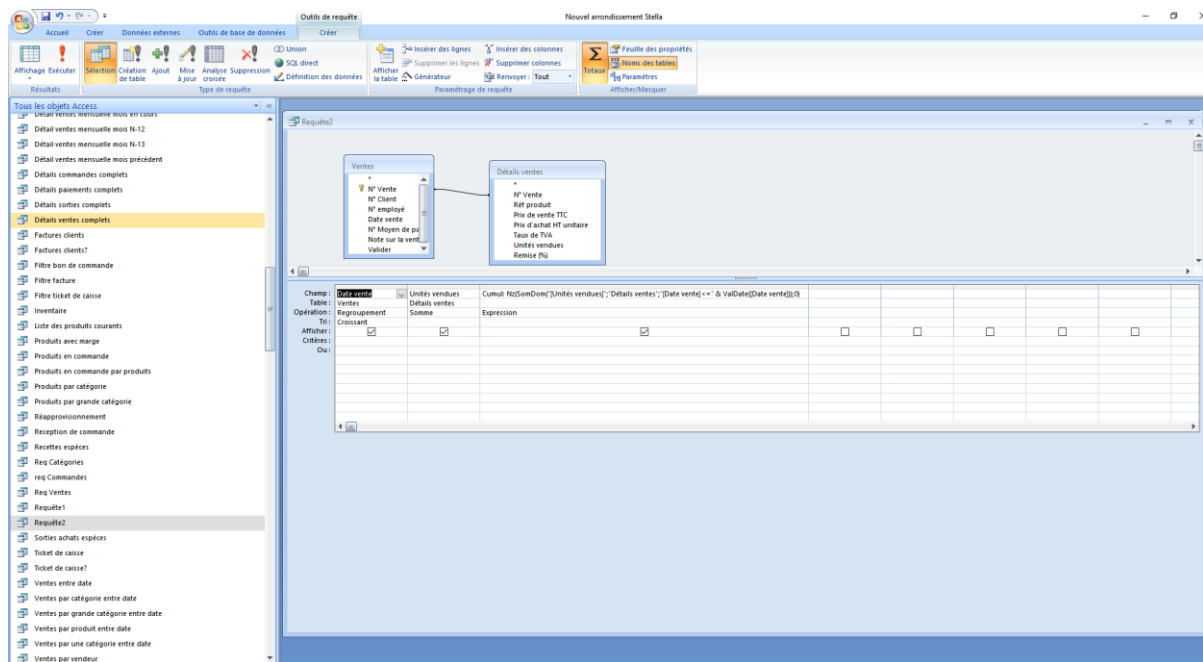 Outils de requête
Nouvel arrondissement Stella
Accueil Créer Données externes Outils de base de données Créer
Affichage Exécuter
Résultats
Sélection Création de table Ajout Mise à jour Analyse croisée Suppression
Union
SQL direct
Définition des données
Type de requête
Afficher la table
Insérer des lignes
Supprimer les lignes
Générateur
Insérer des colonnes
Supprimer colonnes
Renvoyer : Tout
Paramétrage de requête
Totaux
Feuille des propriétés
Noms des tables
Paramètres
Afficher/Masquer
Tous les objets Access
Détail ventes mensuelle mois en cours
Détail ventes mensuelle mois N-12
Détail ventes mensuelle mois N-13
Détail ventes mensuelle mois précédent
Détails commandes complets
Détails paiements complets
Détails sorties complets
Détails ventes complets
Factures clients
Factures clients?
Filtre bon de commande
Filtre facture
Filtre ticket de caisse
Inventaire
Liste des produits courants
Produits avec marge
Produits en commande
Produits en commande par produits
Produits par catégorie
Produits par grande catégorie
Réapprovisionnement
Reception de commande
Recettes espèces
Req Catégories
req Commandes
Req Ventes
Requête1
Requête2
Sorties achats espèces
Ticket de caisse
Ticket de caisse?
Ventes entre date
Ventes par catégorie entre date
Ventes par grande catégorie entre date
Ventes par produit entre date
Ventes par une catégorie entre date
Ventes par vendeur
Requête2
Ventes
*
N° Vente
N° Client
N° employé
Date vente
N° Moyen de pa
Note sur la vent
Valider
Détails ventes
*
N° Vente
Réf produit
Prix de vente TTC
Prix d'achat HT unitaire
Taux de TVA
Unités vendues
Remise (%)
Champ : Date vente Unités vendues Cumul: Nz(SomDom("[Unités vendues]";"Détails ventes";"[Date vente]<=" & ValDate([Date vente]));0)
Table : Ventes Détails ventes
Opération : Regroupement Somme Expression
Tri : Croissant
Afficher :
Critères :
Ou :